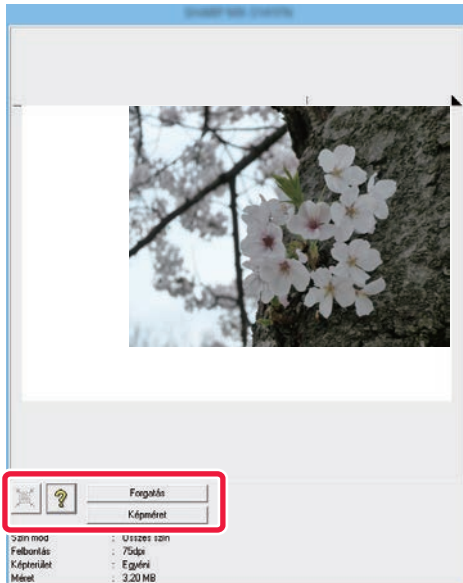 ?
Forgatás
Képméret
Szín mód : Összes szín
Felbontás : 75dpi
Képterület : Egyéni
Méret : 3.20 MB